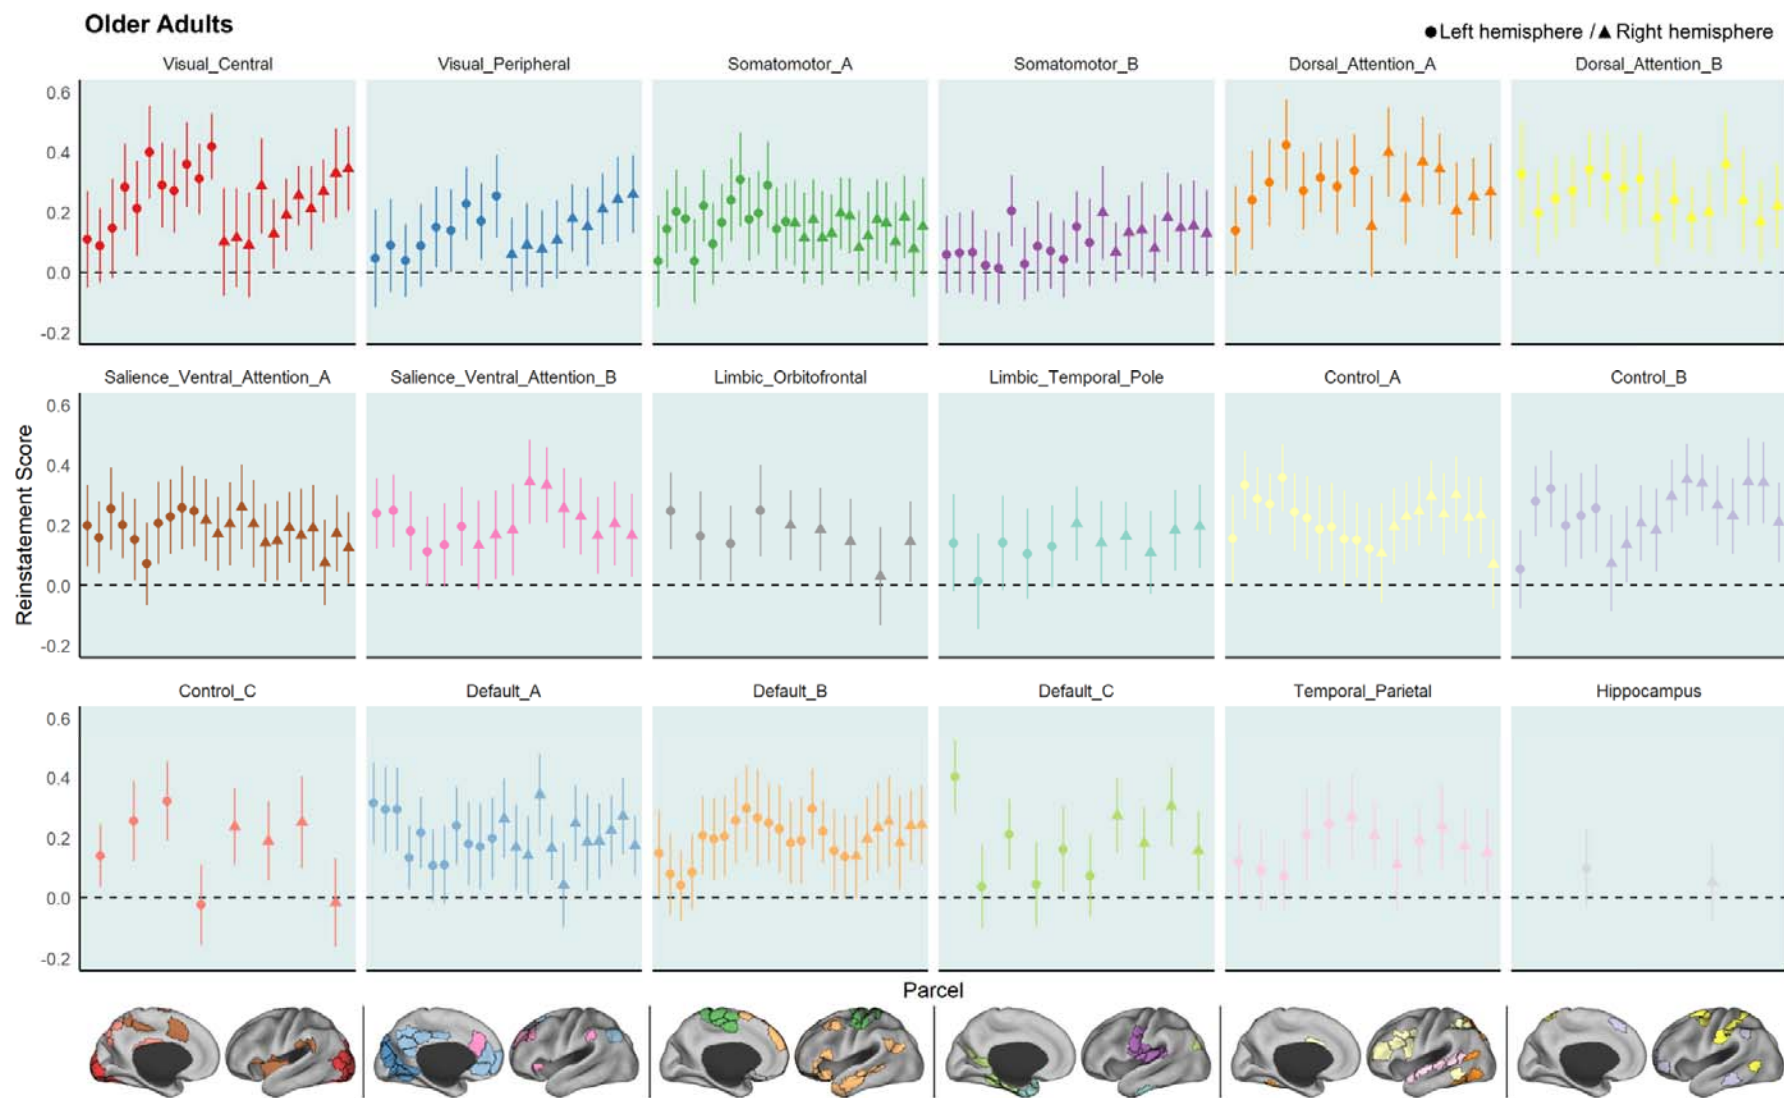 Older Adults
●Left hemisphere /▲Right hemisphere
Visual_Central Visual_Peripheral Somatomotor_A Somatomotor_B Dorsal_Attention_A Dorsal_Attention_B
0.6
0.4
0.2
0.0
-0.2
Salience_Ventral_Attention_A Salience_Ventral_Attention_B Limbic_Orbitofrontal Limbic_Temporal_Pole Control_A Control_B
0.6
0.4
0.2
0.0
-0.2
Reinstatement Score
Control_C Default_A Default_B Default_C Temporal_Parietal Hippocampus
0.6
0.4
0.2
0.0
-0.2
Parcel